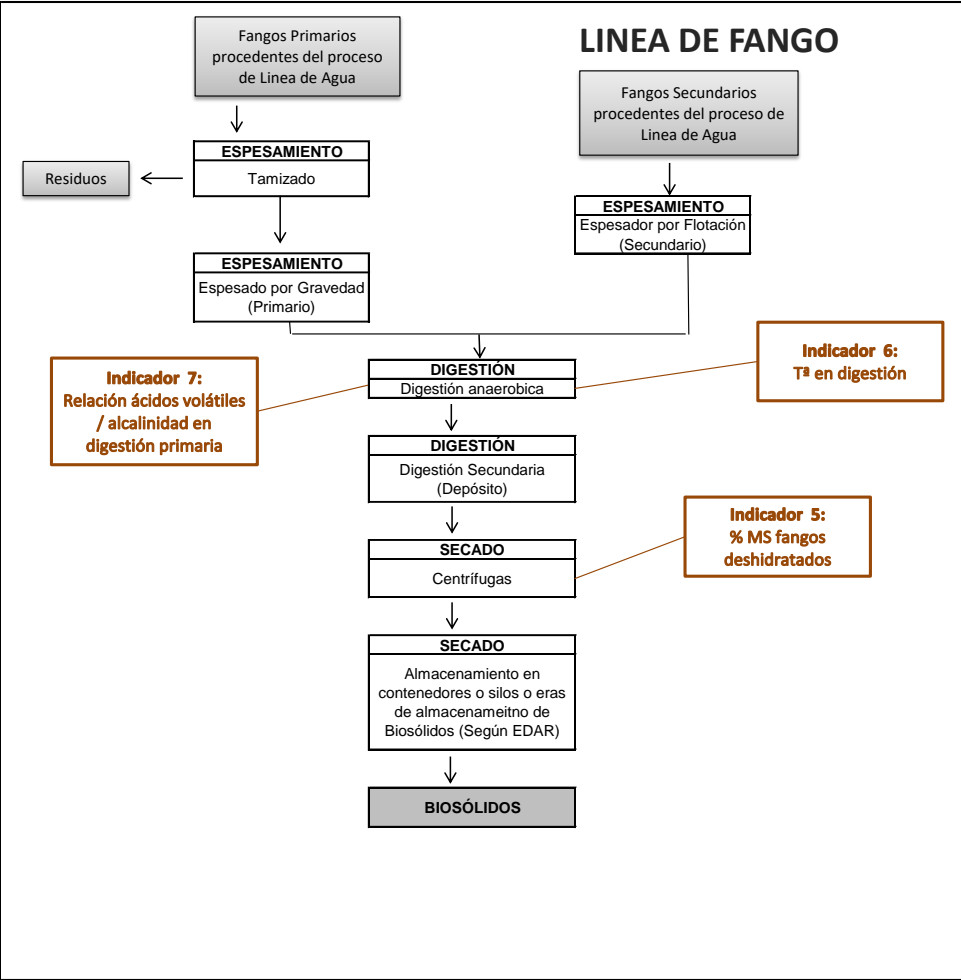 LINEA DE FANGO
Fangos Primarios
procedentes del proceso
de Linea de Agua
Fangos Secundarios
procedentes del proceso de
Linea de Agua
ESPESAMIENTO
Tamizado
Residuos
ESPESAMIENTO
Espesador por Flotación
(Secundario)
ESPESAMIENTO
Espesado por Gravedad
(Primario)
Indicador 7:
Relación ácidos volátiles
/ alcalinidad en
digestión primaria
DIGESTIÓN
Digestión anaerobica
Indicador 6:
Tª en digestión
DIGESTIÓN
Digestión Secundaria
(Depósito)
Indicador 5:
% MS fangos
deshidratados
SECADO
Centrífugas
SECADO
Almacenamiento en
contenedores o silos o eras
de almacenameitno de
Biosólidos (Según EDAR)
BIOSÓLIDOS